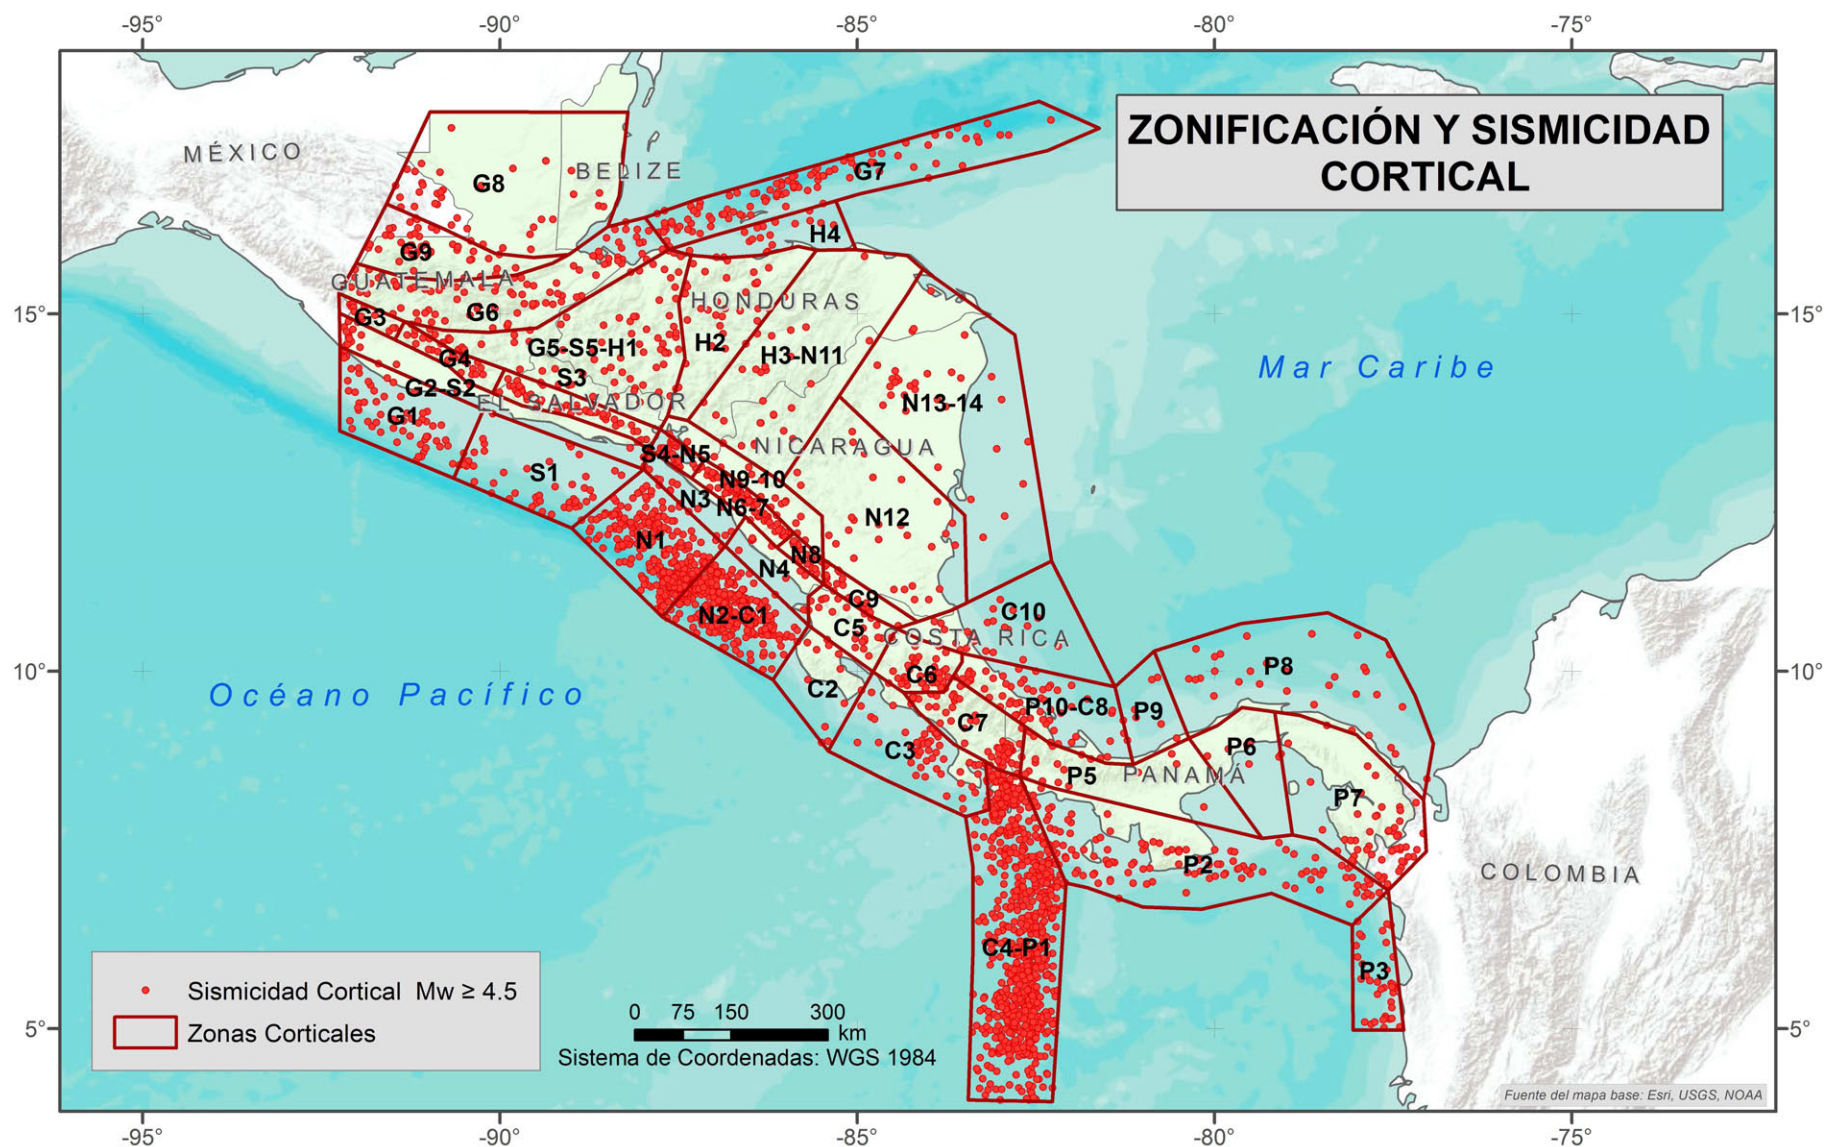 -95° -90° -85° -80° -75°
ZONIFICACIÓN Y SISMICIDAD
CORTICAL
MÉXICO
BELIZE
G7
G8
H4
G9
GUATEMALA
HONDURAS
15° 15°
G3
G6
G5-S5-H1
H2
H3-N11
G4
S3
G2-S2
EL SALVADOR
N13-14
Mar Caribe
G1
NICARAGUA
S4-N5
S1
N9-10
N3
N6-7
N12
N1
N8
N4
C9
N2-C1
C5
C10
COSTA RICA
10° 10°
C6
P8
C2
Océano Pacífico
P10-C8
P9
C7
C3
P6
P5
PANAMÁ
P7
P2
COLOMBIA
C4-P1
P3
Sismicidad Cortical Mw ≥ 4.5
Zonas Corticales
0 75 150 300
km
Sistema de Coordenadas: WGS 1984
5° 5°
Fuente del mapa base: Esri, USGS, NOAA
-95° -90° -85° -80° -75°